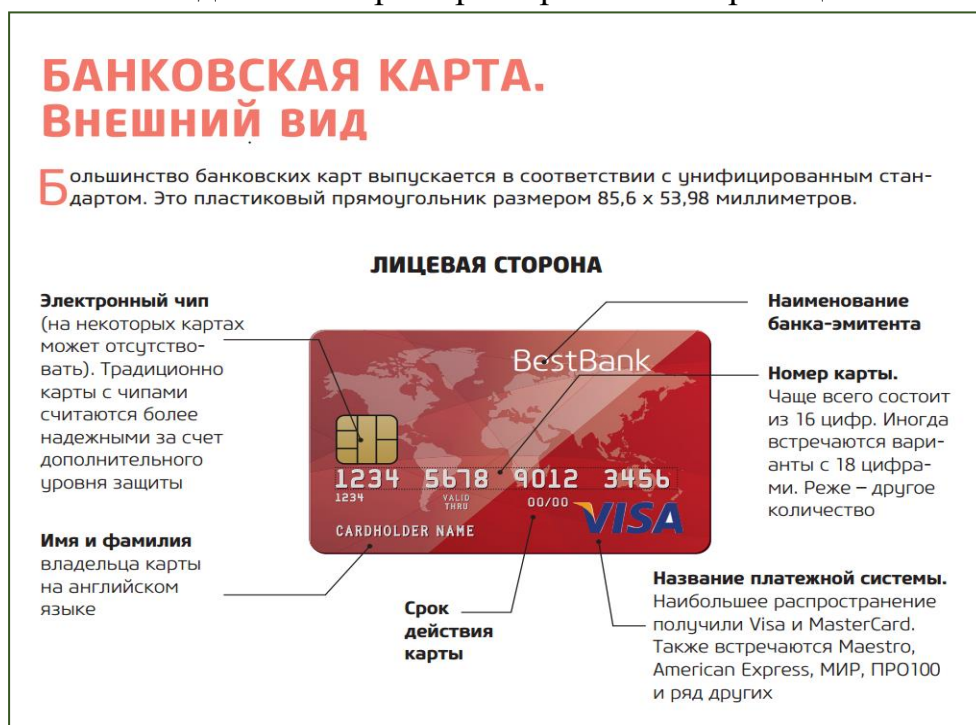 БАНКОВСКАЯ КАРТА.
Внешний вид
Большинство банковских карт выпускается в соответствии с унифицированным стан-
дартом. Это пластиковый прямоугольник размером 85,6 х 53,98 миллиметров.
ЛИЦЕВАЯ СТОРОНА
Электронный чип
(на некоторых картах
может отсутство-
вать). Традиционно
карты с чипами
считаются более
надежными за счет
дополнительного
уровня защиты
Имя и фамилия
владельца карты
на английском
языке
BestBank
1234 5678 9012 3456
1234
VALID
THRU
00/00
CARDHOLDER NAME
VISA
Срок
действия
карты
Наименование
банка-эмитента
Номер карты.
Чаще всего состоит
из 16 цифр. Иногда
встречаются вари-
анты с 18 цифра-
ми. Реже – другое
количество
Название платежной системы.
Наибольшее распространение
получили Visa и MasterCard.
Также встречаются Maestro,
American Express, МИР, ПРО100
и ряд других